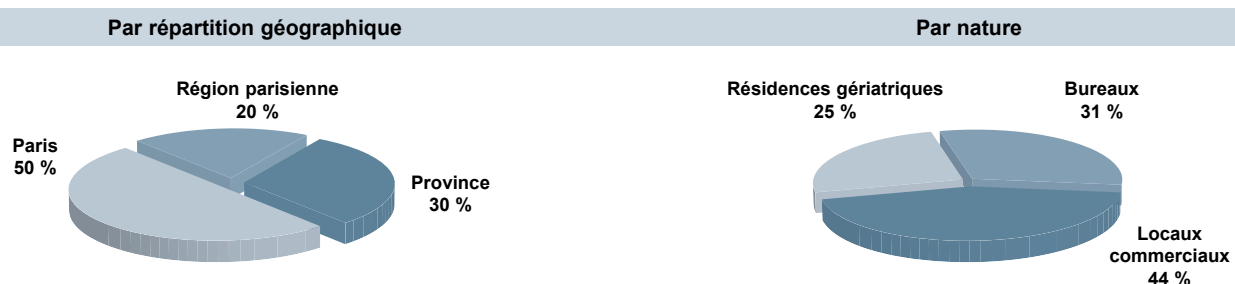 Par répartition géographique
Région parisienne
20 %
Paris
50 %
Province
30 %
Par nature
Résidences gériatriques
25 %
Bureaux
31 %
Locaux
commerciaux
44 %